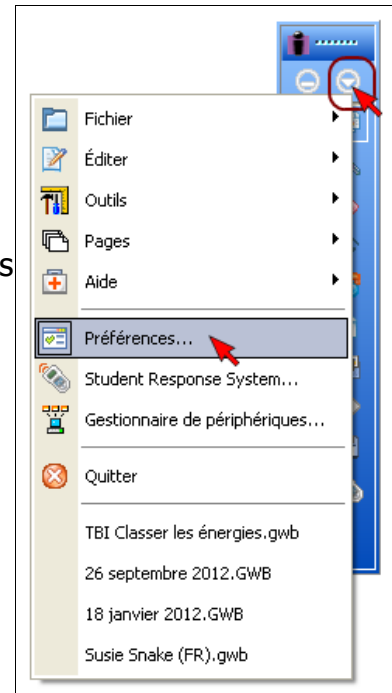 Fichier
Éditer
Outils
Pages
s
Aide
Préférences...
Student Response System...
Gestionnaire de périphériques...
Quitter
TBI Classer les énergies.gwb
26 septembre 2012.GWB
18 janvier 2012.GWB
Susie Snake (FR).gwb